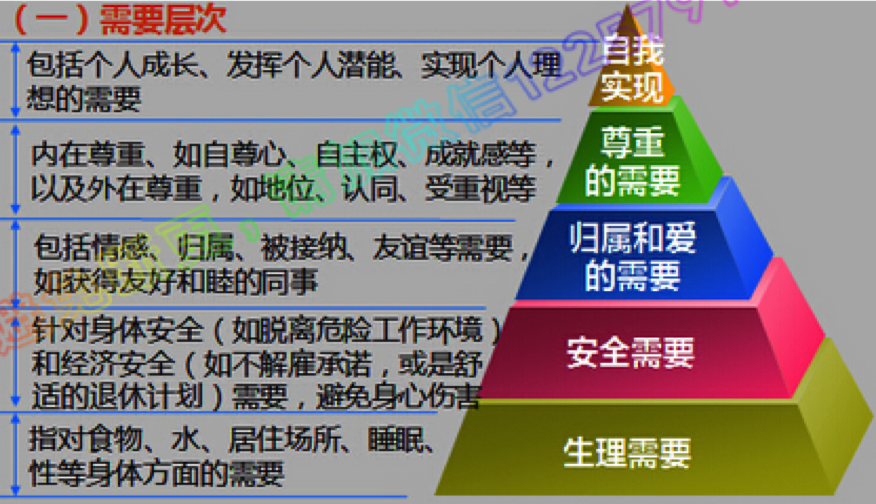 （一）需要层次
包括个人成长、发挥个人潜能、实现个人理
想的需要
自我
实现
内在尊重、如自尊心、自主权、成就感等，
以及外在尊重，如地位、认同、受重视等
尊重
的需要
包括情感、归属、被接纳、友谊等需要，
如获得友好和睦的同事
归属和爱
的需要
针对身体安全（如脱离危险工作环境）
和经济安全（如不解雇承诺，或是舒
适的退休计划）需要，避免身心伤害
安全需要
指对食物、水、居住场所、睡眠、
性等身体方面的需要
生理需要